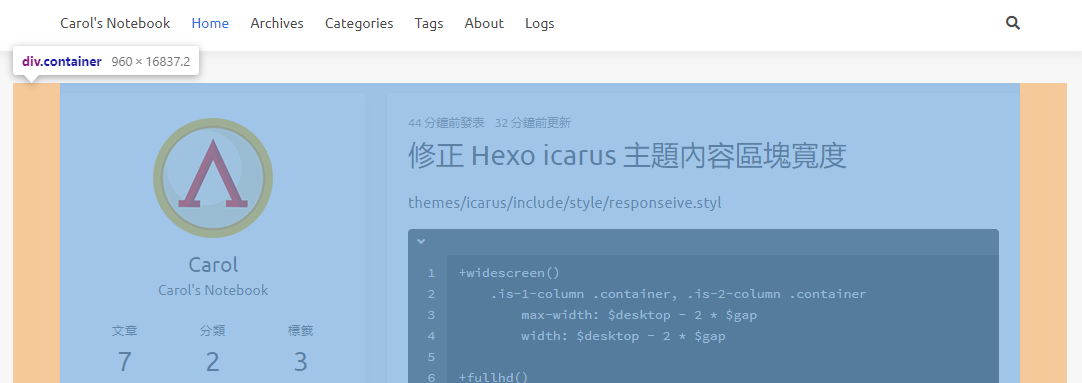 Carol's Notebook Home Archives Categories Tags About Logs
div.container 960 × 16837.2
Carol
Carol's Notebook
文章 分類 標籤
7 2 3
44 分鐘前發表 32 分鐘前更新
修正 Hexo icarus 主題內容區塊寬度
themes/icarus/include/style/responseive.styl
1 +widescreen()
2 .is-1-column .container, .is-2-column .container
3 max-width: $desktop - 2 * $gap
4 width: $desktop - 2 * $gap
5
6 +fullhd()